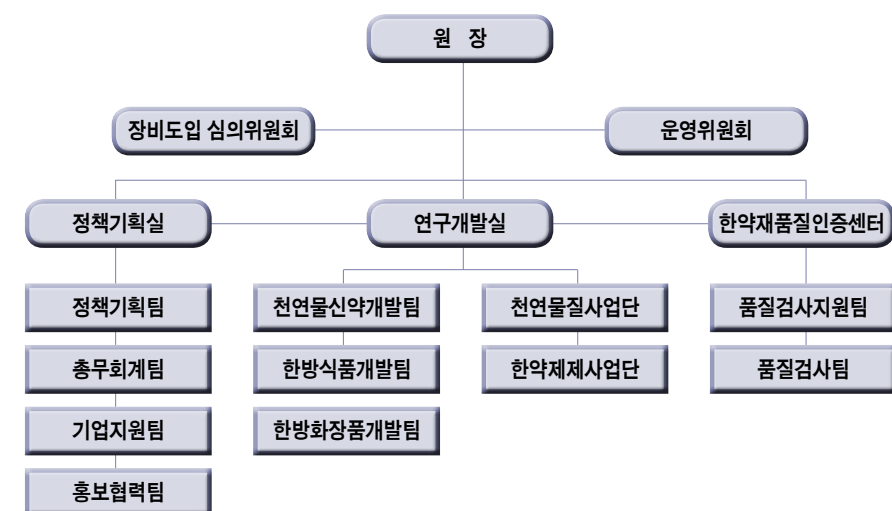 원 장
장비도입 심의위원회
운영위원회
정책기획실
연구개발실
한약재품질인증센터
정책기획팀
천연물신약개발팀
천연물질사업단
품질검사지원팀
총무회계팀
한방식품개발팀
한약제제사업단
품질검사팀
기업지원팀
한방화장품개발팀
홍보협력팀